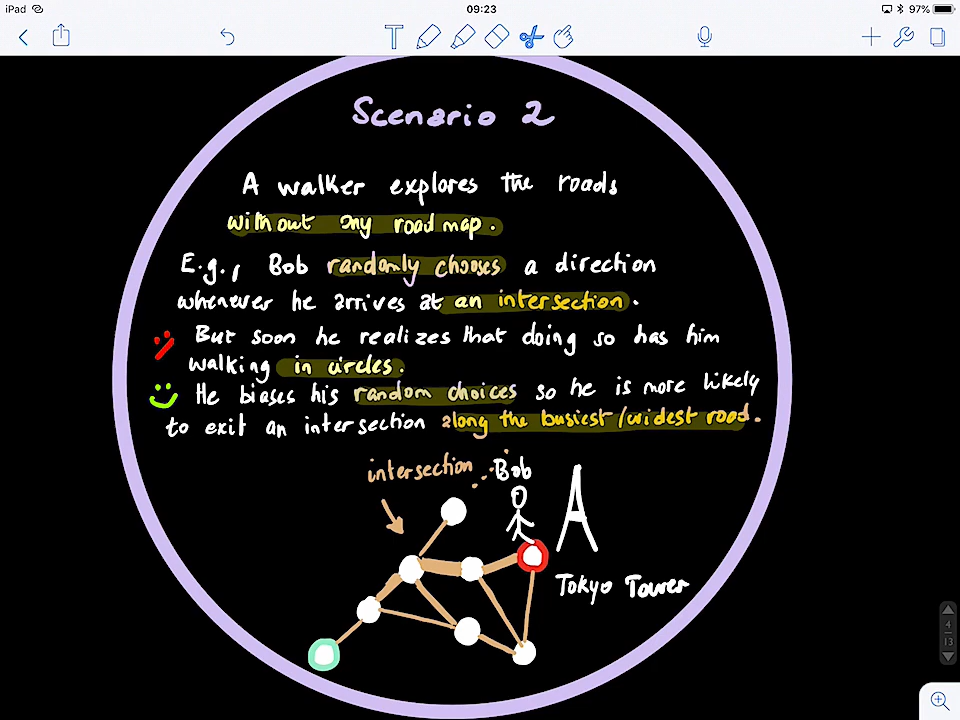 iPad
09:23
97%
T
Scenario 2
A walker explores the roads
without any road map.
E.g., Bob randomly chooses a direction
whenever he arrives at an intersection.
But soon he realizes that doing so has him
walking in circles.
He biases his random choices so he is more likely
to exit an intersection along the busiest/widest road.
intersection
Bob
Tokyo Tower
4
13